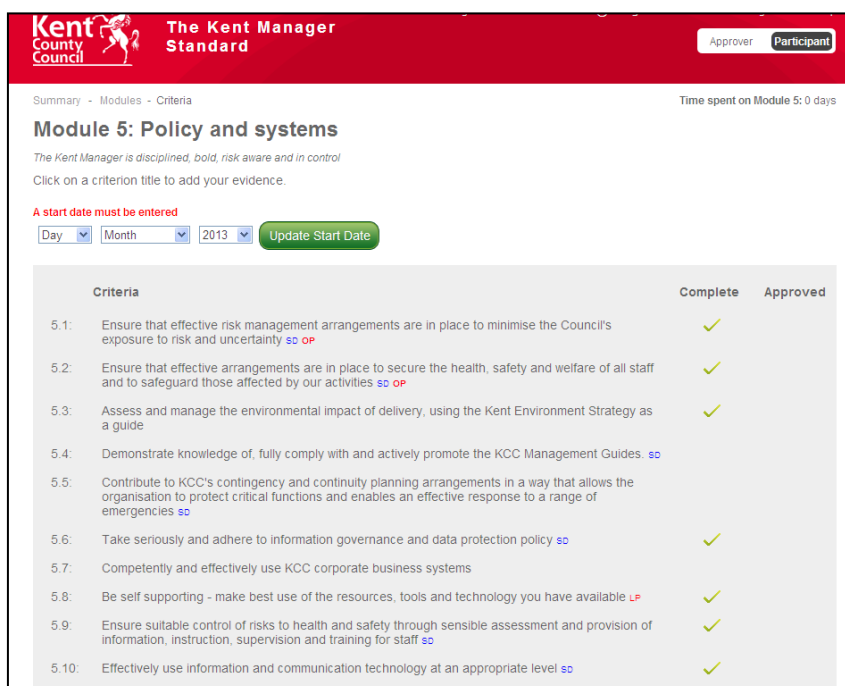 Kent
County
Council
The Kent Manager
Standard
Approver Participant
Summary - Modules - Criteria
Time spent on Module 5: 0 days
Module 5: Policy and systems
The Kent Manager is disciplined, bold, risk aware and in control
Click on a criterion title to add your evidence.
A start date must be entered
Day Month 2013 Update Start Date
Criteria Complete Approved
5.1: Ensure that effective risk management arrangements are in place to minimise the Council's
exposure to risk and uncertainty SD OP
5.2: Ensure that effective arrangements are in place to secure the health, safety and welfare of all staff
and to safeguard those affected by our activities SD OP
5.3: Assess and manage the environmental impact of delivery, using the Kent Environment Strategy as
a guide
5.4: Demonstrate knowledge of, fully comply with and actively promote the KCC Management Guides. SD
5.5: Contribute to KCC's contingency and continuity planning arrangements in a way that allows the
organisation to protect critical functions and enables an effective response to a range of
emergencies SD
5.6: Take seriously and adhere to information governance and data protection policy SD
5.7: Competently and effectively use KCC corporate business systems
5.8: Be self supporting - make best use of the resources, tools and technology you have available LP
5.9: Ensure suitable control of risks to health and safety through sensible assessment and provision of
information, instruction, supervision and training for staff SD
5.10: Effectively use information and communication technology at an appropriate level SD